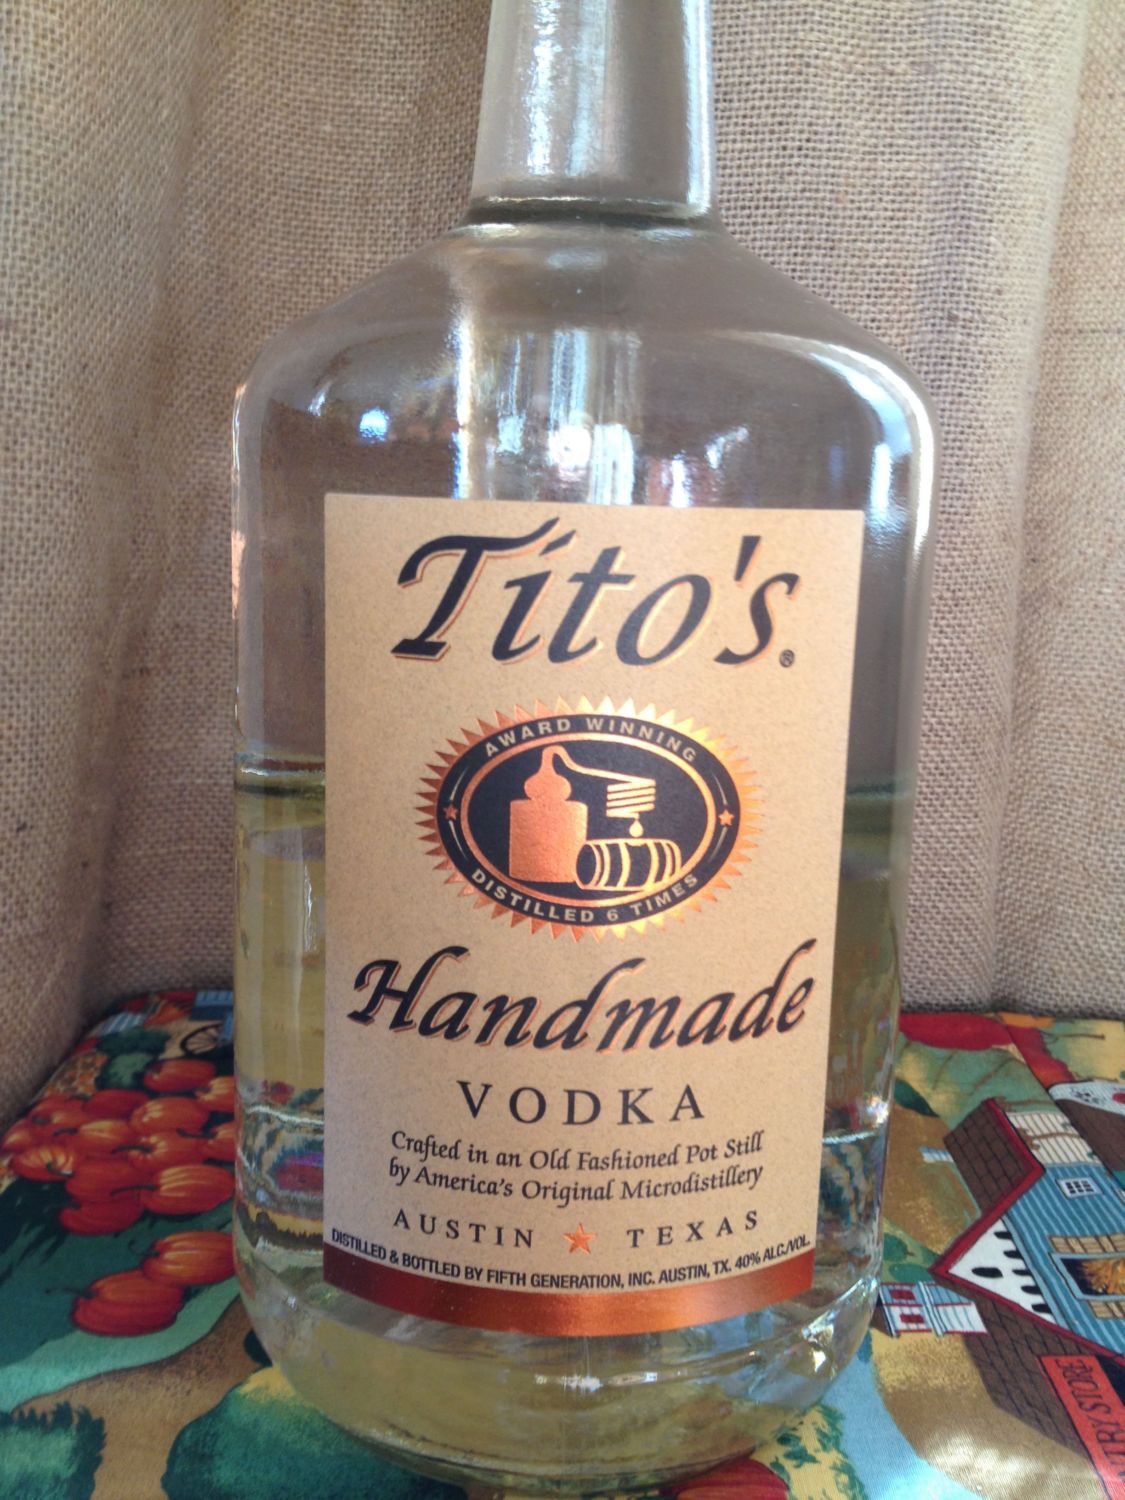 Tito's®
AWARD WINNING
DISTILLED 6 TIMES
Handmade
VODKA
Crafted in an Old Fashioned Pot Still
by America's Original Microdistillery
AUSTIN TEXAS
DISTILLED & BOTTLED BY FIFTH GENERATION, INC. AUSTIN, TX. 40% ALC./VOL.
STORE